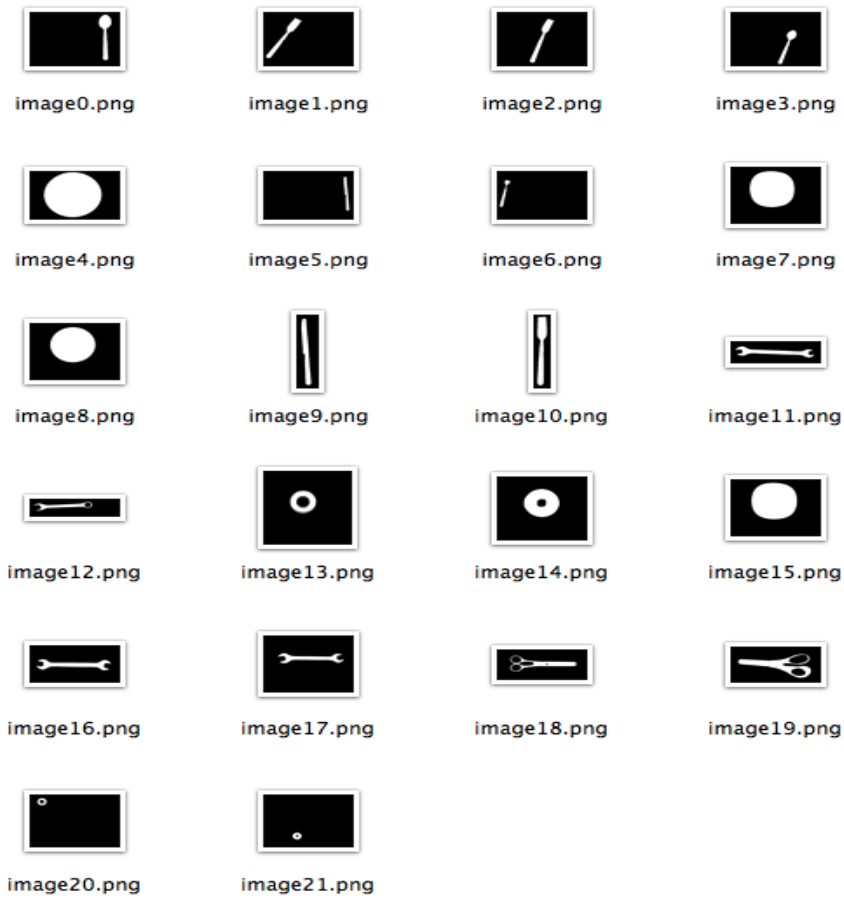 image0.png image1.png image2.png image3.png
image4.png image5.png image6.png image7.png
image8.png image9.png image10.png image11.png
image12.png image13.png image14.png image15.png
image16.png image17.png image18.png image19.png
image20.png image21.png